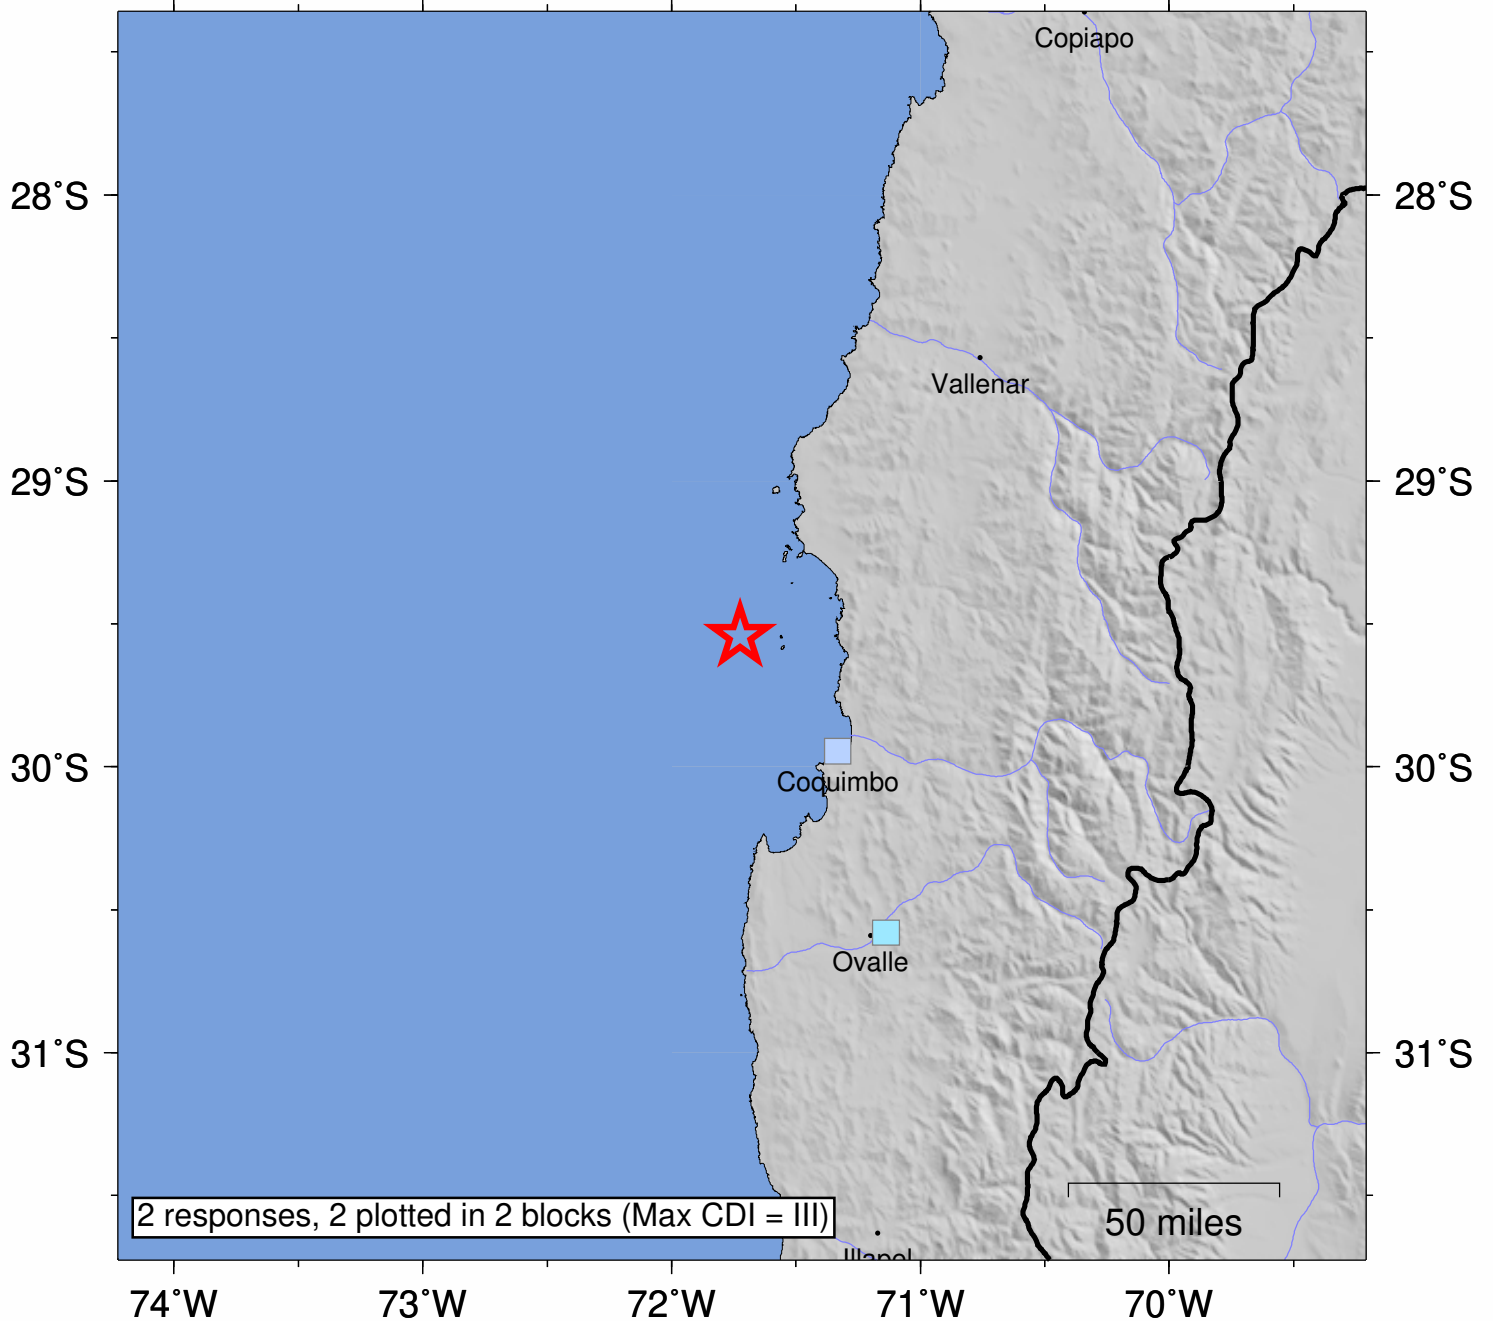 Copiapo
28°S
28°S
Vallenar
29°S
29°S
30°S
30°S
Coquimbo
Ovalle
31°S
31°S
2 responses, 2 plotted in 2 blocks (Max CDI = III)
50 miles
Illapel
74°W
73°W
72°W
71°W
70°W